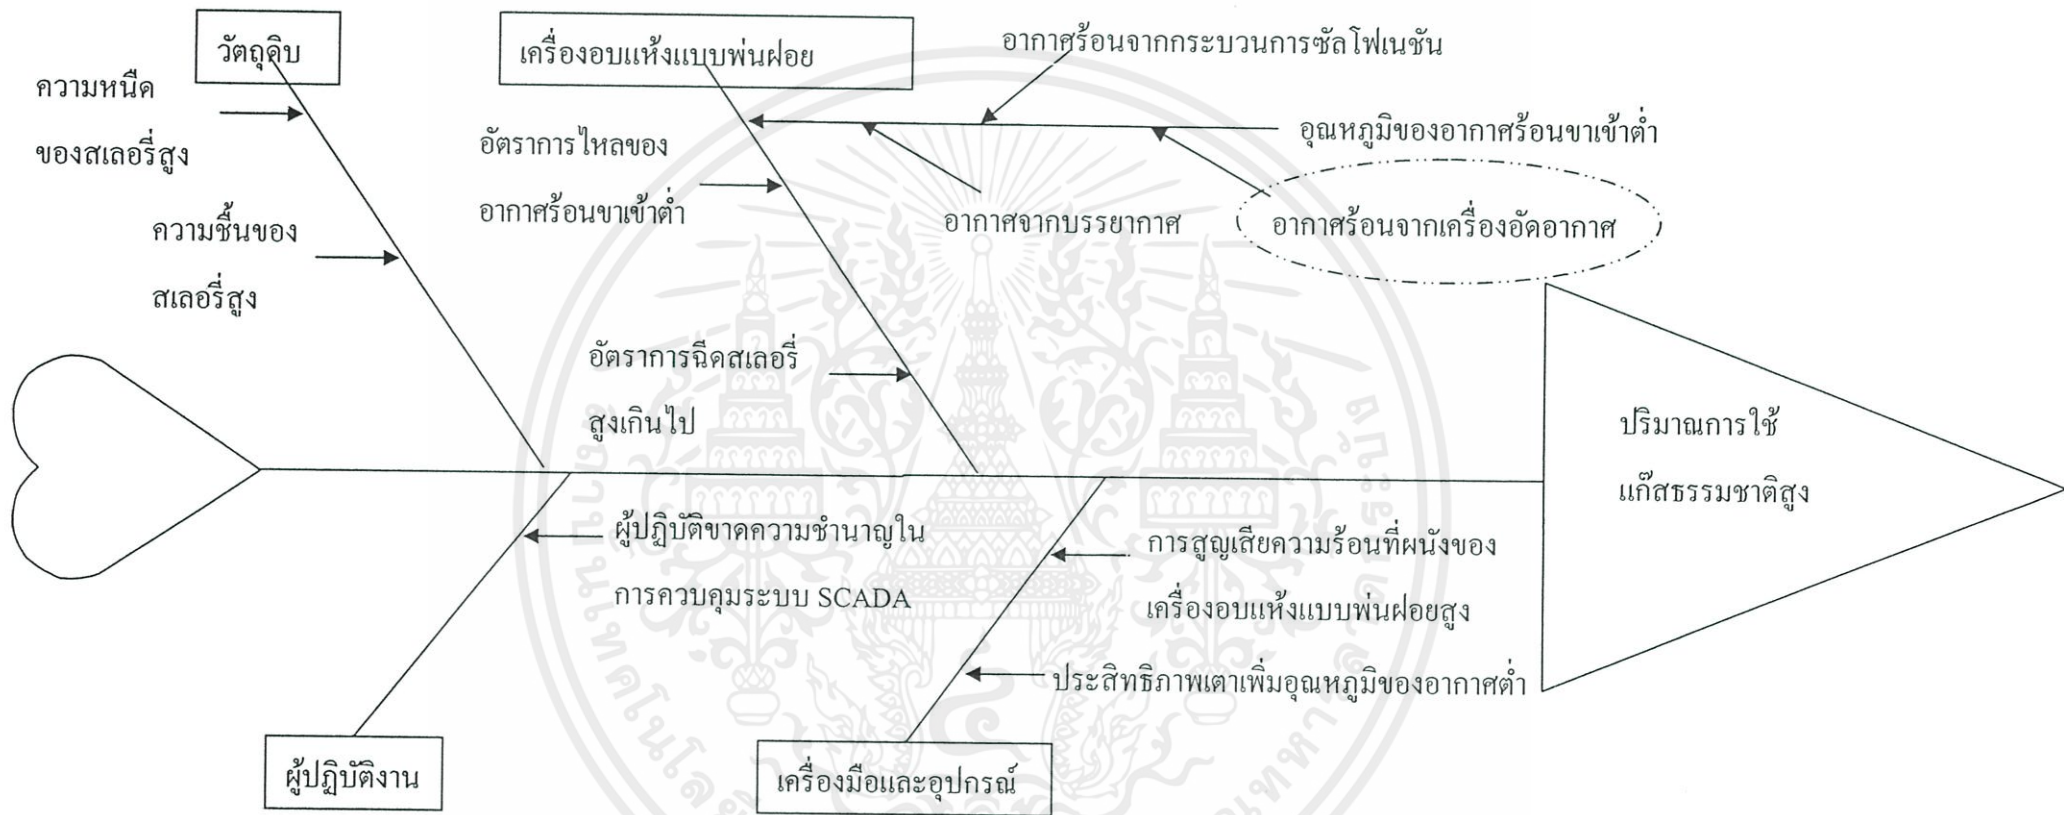 วัตถุดิบ
ความหนืด
ของสเลอรี่สูง
ความชื้นของ
สเลอรี่สูง
เครื่องอบแห้งแบบพ่นฝอย
อัตราการไหลของ
อากาศร้อนขาเข้าต่ำ
อัตราการฉีดสเลอรี่
สูงเกินไป
อากาศร้อนจากกระบวนการซัลโฟเนชัน
อุณหภูมิของอากาศร้อนขาเข้าต่ำ
อากาศจากบรรยากาศ
อากาศร้อนจากเครื่องอัดอากาศ
ปริมาณการใช้
แก๊สธรรมชาติสูง
ผู้ปฏิบัติขาดความชำนาญใน
การควบคุมระบบ SCADA
ผู้ปฏิบัติงาน
การสูญเสียความร้อนที่ผนังของ
เครื่องอบแห้งแบบพ่นฝอยสูง
ประสิทธิภาพเตาเพิ่มอุณหภูมิของอากาศต่ำ
เครื่องมือและอุปกรณ์